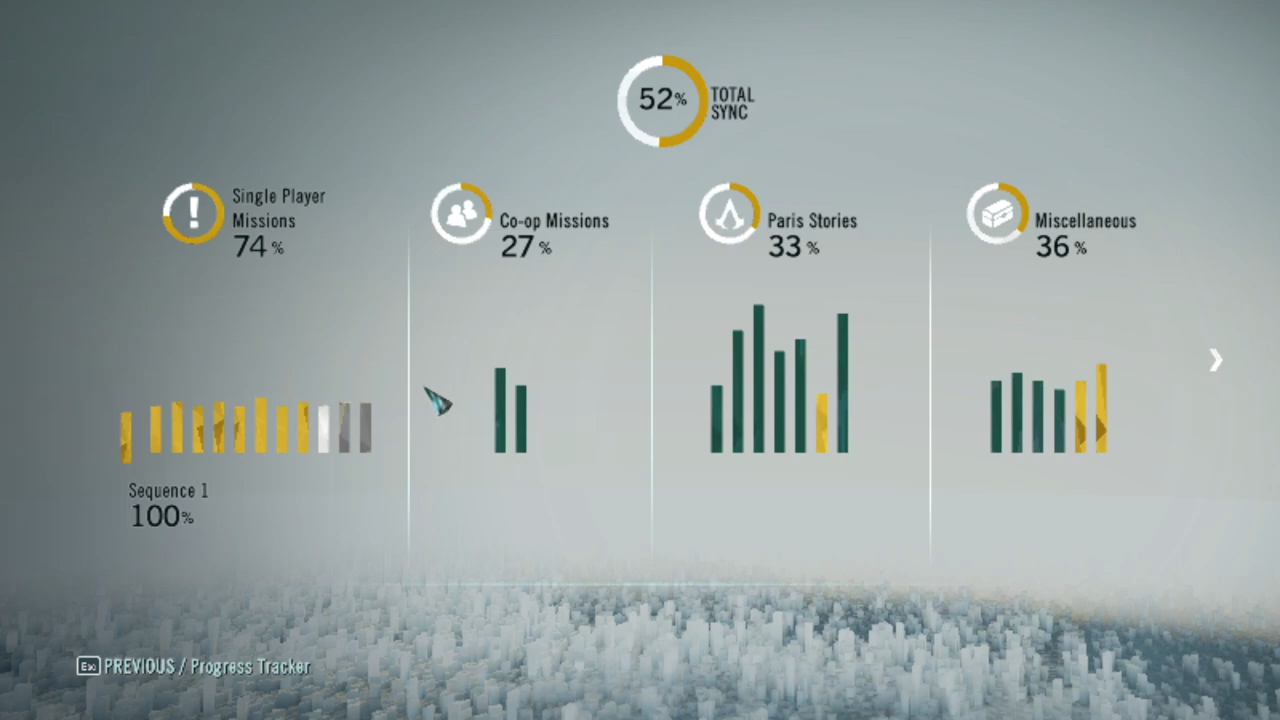 52%
TOTAL
SYNC
Single Player
Missions
74%
Co-op Missions
27%
Paris Stories
33%
Miscellaneous
36%
Sequence 1
100%
Esc PREVIOUS / Progress Tracker